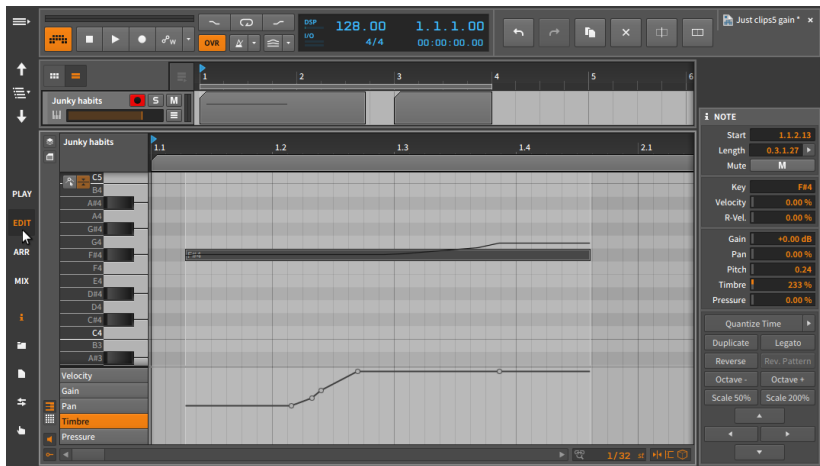 DSP
I/O
128.00
4/4
1.1.1.00
00:00:00.00
OVR
W
Just clips5 gain * ×
1 2 3 4 5 6
Junky habits S M
Junky habits
1.1 1.2 1.3 1.4 2.1
C5
B4
A#4
A4
G#4
G4
F#4
F4
E4
D#4
D4
C#4
C4
B3
A#3
F#4
Velocity
Gain
Pan
Timbre
Pressure
1/32 st
PLAY
EDIT
ARR
MIX
i
i NOTE
Start 1.1.2.13
Length 0.3.1.27
Mute M
Key F#4
Velocity 0.00 %
R-Vel. 0.00 %
Gain +0.00 dB
Pan 0.00 %
Pitch 0.24
Timbre 233 %
Pressure 0.00 %
Quantize Time
Duplicate Legato
Reverse Rev. Pattern
Octave - Octave +
Scale 50% Scale 200%